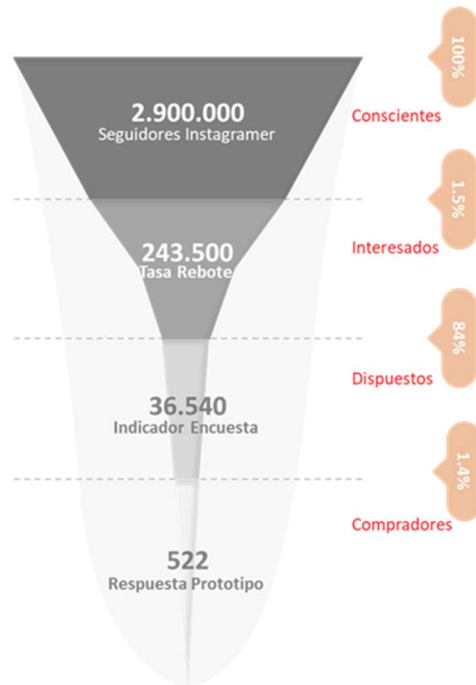 100%
2.900.000
Seguidores Instagramer
Conscientes
1.5%
243.500
Tasa Rebote
Interesados
84%
Dispuestos
36.540
Indicador Encuesta
1.4%
Compradores
522
Respuesta Prototipo